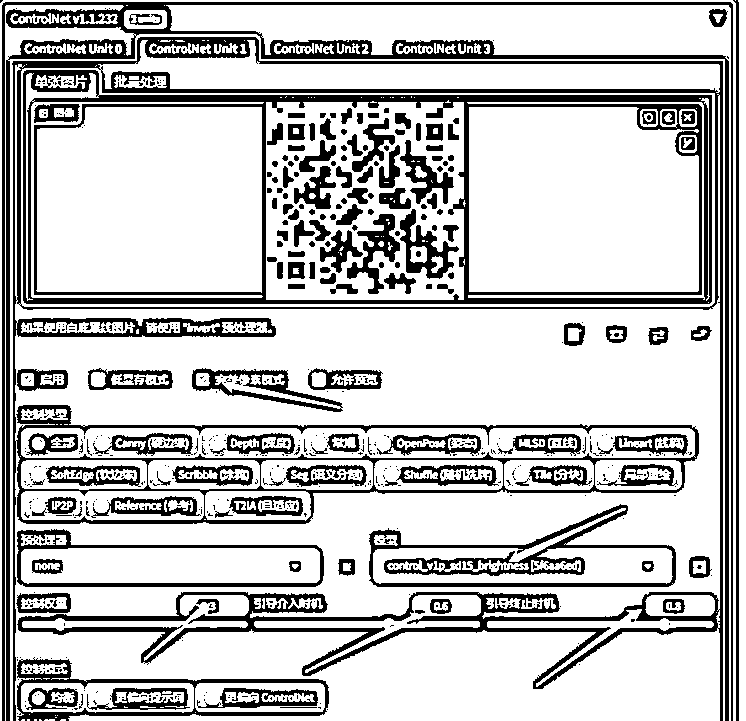 ControlNet v1.1.232 2 units
ControlNet Unit 0 ControlNet Unit 1 ControlNet Unit 2 ControlNet Unit 3
单张图片 批量处理
图像
如果使用白底黑线图片，请使用 "invert" 预处理器。
启用 低显存模式 完美像素模式 允许预览
控制类型
全部 Canny (硬边缘) Depth (深度) 法线 OpenPose (姿态) MLSD (直线) Lineart (线稿)
SoftEdge (软边缘) Scribble (涂鸦) Seg (语义分割) Shuffle (随机洗牌) Tile (分块) 局部重绘
IP2P Reference (参考) T2IA (自适应)
预处理器 模型
none control_v1p_sd15_brightness [5f6aa6ed]
控制权重 引导介入时机 0.6 引导终止时机
控制模式
均衡 更偏向提示词 更偏向 ControlNet